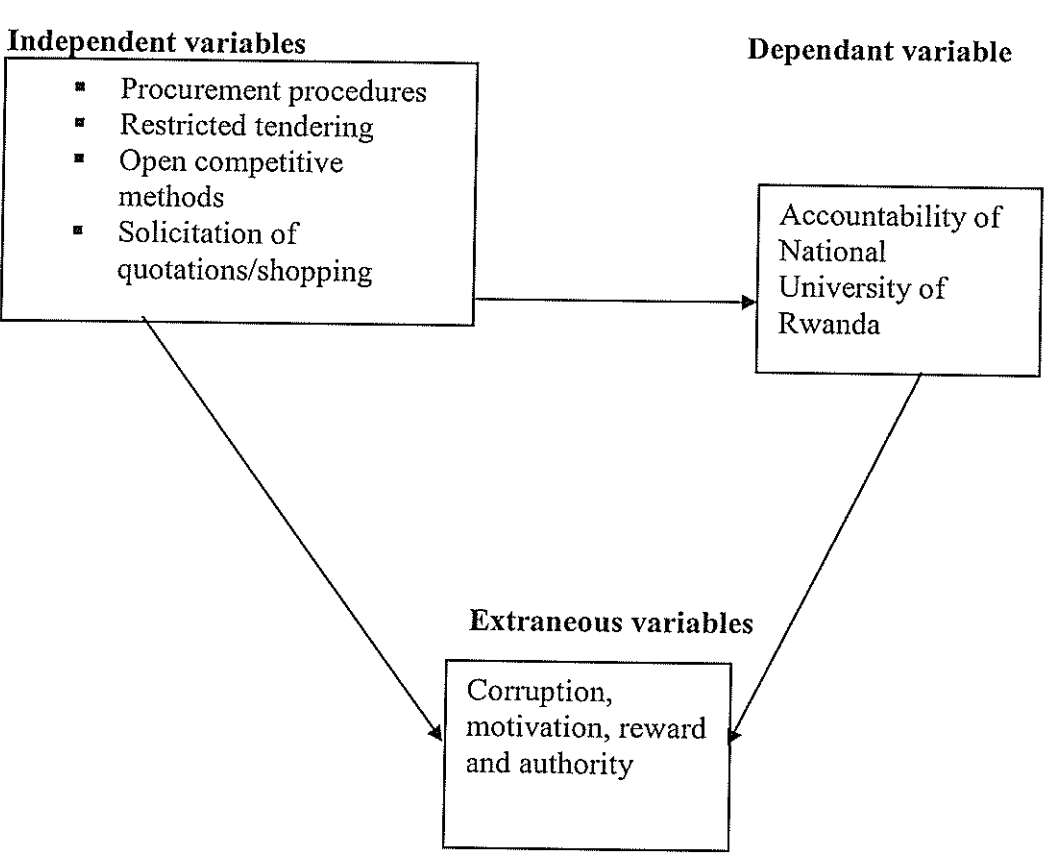 Independent variables
▪ Procurement procedures
▪ Restricted tendering
▪ Open competitive
methods
▪ Solicitation of
quotations/shopping
Dependant variable
Accountability of
National
University of
Rwanda
Extraneous variables
Corruption,
motivation, reward
and authority